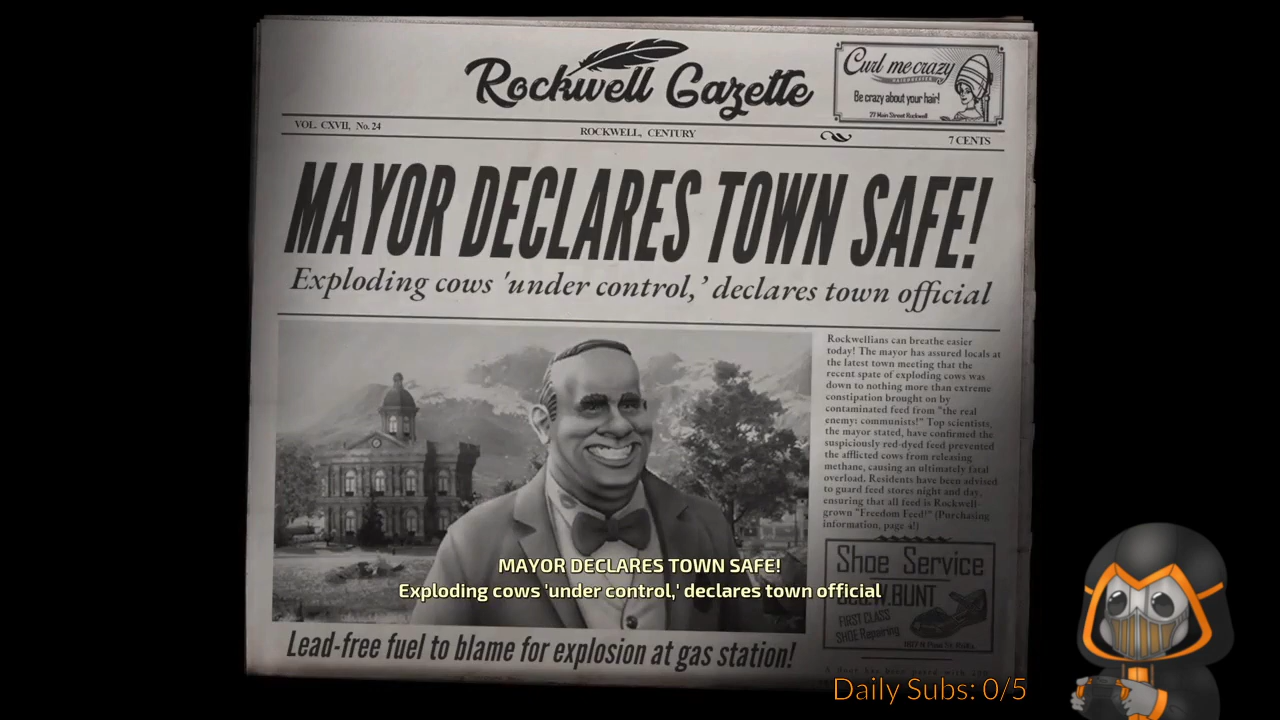 Rockwell Gazette
Curl me crazy
Be crazy about your hair!
27 Main Street Rockwell
VOL. CXVII, No. 24
ROCKWELL, CENTURY
7 CENTS
MAYOR DECLARES TOWN SAFE!
Exploding cows 'under control,' declares town official
Rockwellians can breathe easier
today! The mayor has assured locals at
the latest town meeting that the
recent spate of exploding cows was
down to nothing more than extreme
constipation brought on by
contaminated feed from "the real
enemy: communists!" Top scientists,
the mayor stated, have confirmed the
suspiciously red-dyed feed prevented
the afflicted cows from releasing
methane, causing an ultimately fatal
overload. Residents have been advised
to guard feed stores night and day,
ensuring that all feed is Rockwell-
grown "Freedom Feed!" (Purchasing
information, page 4!)
MAYOR DECLARES TOWN SAFE!
Exploding cows 'under control,' declares town official
Shoe Service
W.BUNT
FIRST CLASS
SHOE Repairing
Lead-free fuel to blame for explosion at gas station!
Daily Subs: 0/5